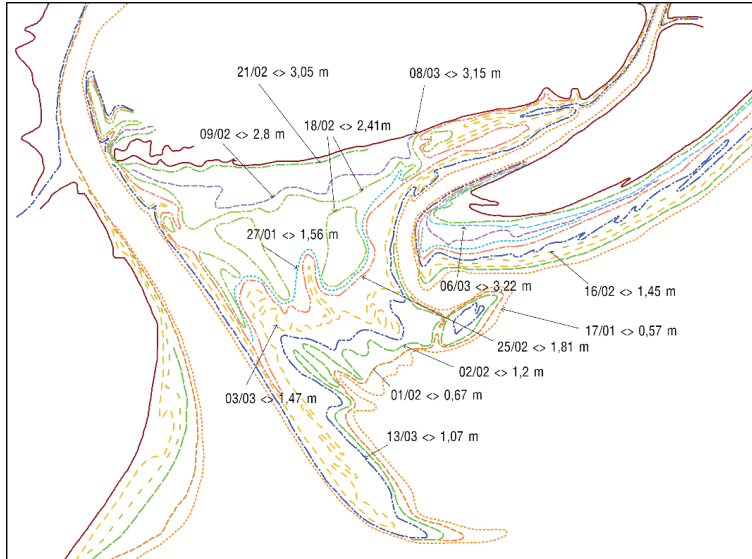 21/02 <> 3,05 m
08/03 <> 3,15 m
18/02 <> 2,41m
09/02 <> 2,8 m
27/01 <> 1,56 m
06/03 <> 3,22 m
16/02 <> 1,45 m
17/01 <> 0,57 m
25/02 <> 1,81 m
02/02 <> 1,2 m
03/03 <> 1,47 m
01/02 <> 0,67 m
13/03 <> 1,07 m